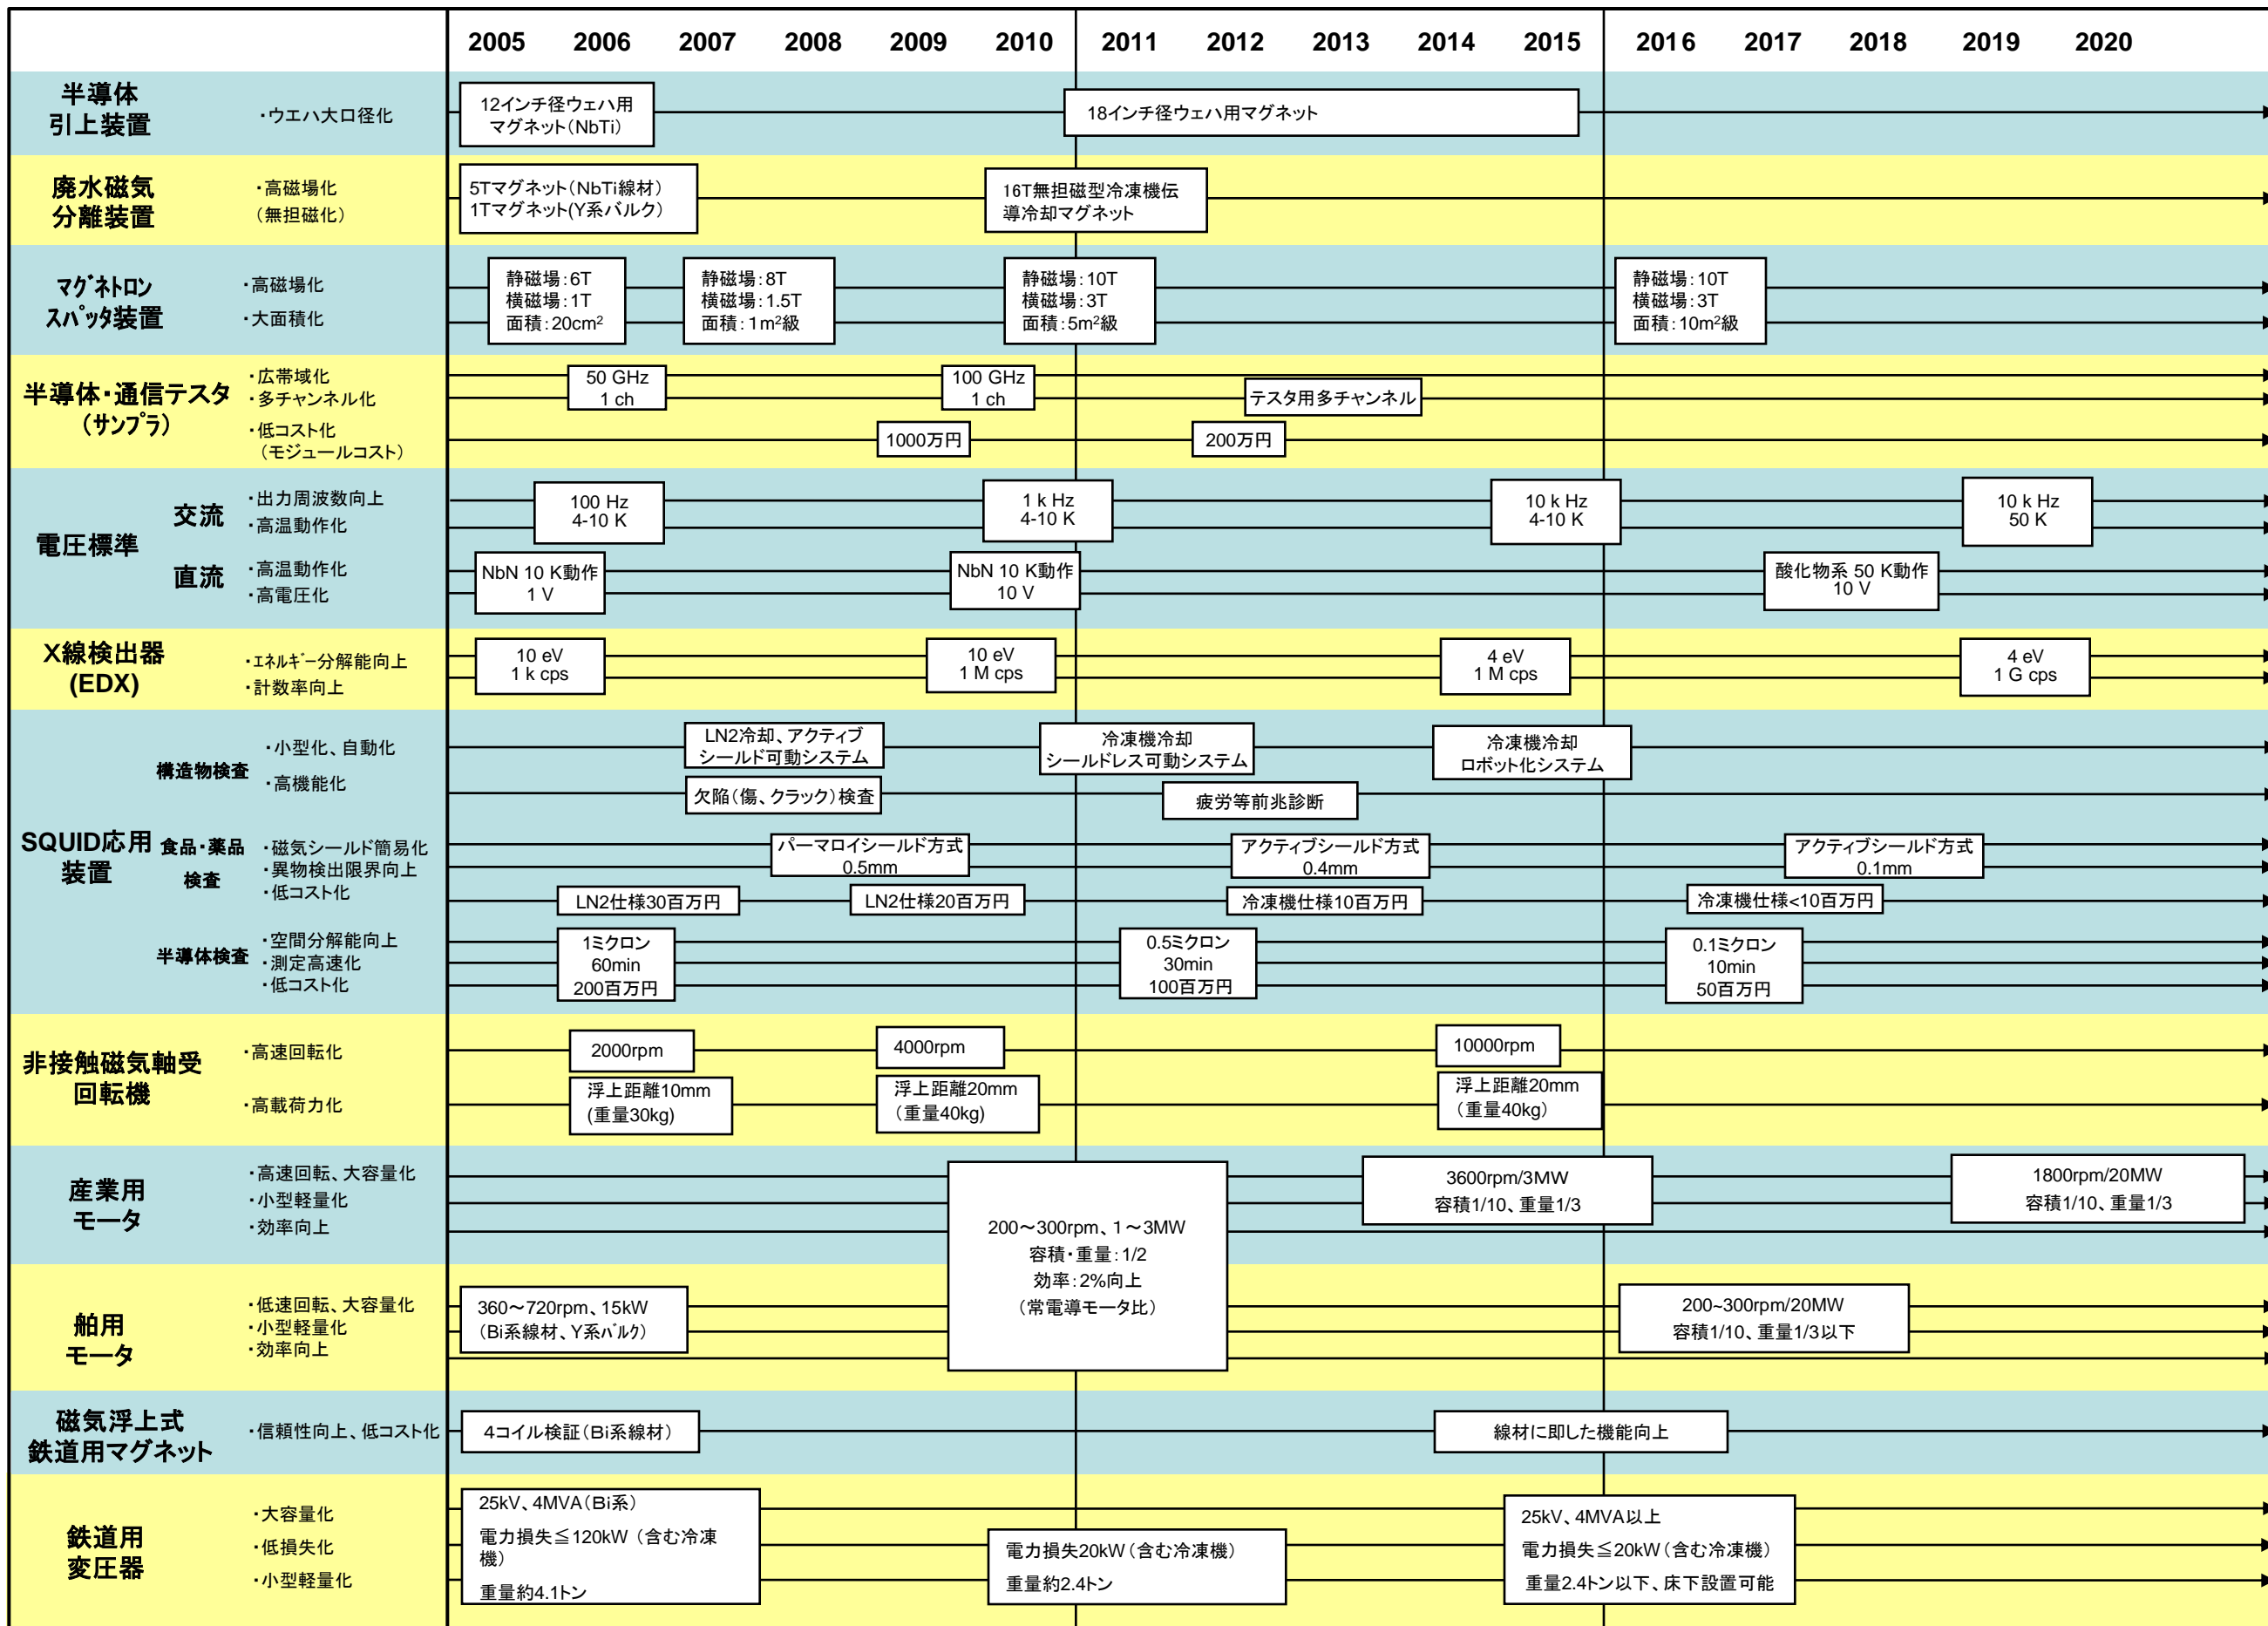 2005 2006 2007 2008 2009 2010 2011 2012 2013 2014 2015 2016 2017 2018 2019 2020
半導体
引上装置
・ウエハ大口径化
12インチ径ウェハ用
マグネット（NbTi）
18インチ径ウェハ用マグネット
廃水磁気
分離装置
・高磁場化
（無担磁化）
5Tマグネット（NbTi線材）
1Tマグネット(Y系バルク）
16T無担磁型冷凍機伝
導冷却マグネット
マグネトロン
スパッタ装置
・高磁場化
・大面積化
静磁場：6T
横磁場：1T
面積：20cm²
静磁場：8T
横磁場：1.5T
面積：1m²級
静磁場：10T
横磁場：3T
面積：5m²級
静磁場：10T
横磁場：3T
面積：10m²級
半導体・通信テスタ
（サンプラ）
・広帯域化
・多チャンネル化
・低コスト化
（モジュールコスト）
50 GHz
1 ch
100 GHz
1 ch
テスタ用多チャンネル
1000万円
200万円
電圧標準
交流
・出力周波数向上
・高温動作化
100 Hz
4-10 K
1 k Hz
4-10 K
10 k Hz
4-10 K
10 k Hz
50 K
直流
・高温動作化
・高電圧化
NbN 10 K動作
1 V
NbN 10 K動作
10 V
酸化物系 50 K動作
10 V
X線検出器
(EDX)
・エネルギー分解能向上
・計数率向上
10 eV
1 k cps
10 eV
1 M cps
4 eV
1 M cps
4 eV
1 G cps
SQUID応用
装置
構造物検査
・小型化、自動化
・高機能化
LN2冷却、アクティブ
シールド可動システム
冷凍機冷却
シールドレス可動システム
冷凍機冷却
ロボット化システム
欠陥（傷、クラック）検査
疲労等前兆診断
食品・薬品
検査
・磁気シールド簡易化
・異物検出限界向上
・低コスト化
パーマロイシールド方式
0.5mm
アクティブシールド方式
0.4mm
アクティブシールド方式
0.1mm
LN2仕様30百万円
LN2仕様20百万円
冷凍機仕様10百万円
冷凍機仕様<10百万円
半導体検査
・空間分解能向上
・測定高速化
・低コスト化
1ミクロン
60min
200百万円
0.5ミクロン
30min
100百万円
0.1ミクロン
10min
50百万円
非接触磁気軸受
回転機
・高速回転化
・高載荷力化
2000rpm
4000rpm
10000rpm
浮上距離10mm
(重量30kg)
浮上距離20mm
（重量40kg)
浮上距離20mm
（重量40kg）
産業用
モータ
・高速回転、大容量化
・小型軽量化
・効率向上
200～300rpm、1～3MW
容積・重量：1/2
効率：2%向上
（常電導モータ比）
3600rpm/3MW
容積1/10、重量1/3
1800rpm/20MW
容積1/10、重量1/3
舶用
モータ
・低速回転、大容量化
・小型軽量化
・効率向上
360～720rpm、15kW
（Bi系線材、Y系バルク）
200~300rpm/20MW
容積1/10、重量1/3以下
磁気浮上式
鉄道用マグネット
・信頼性向上、低コスト化
4コイル検証（Bi系線材）
線材に即した機能向上
鉄道用
変圧器
・大容量化
・低損失化
・小型軽量化
25kV、4MVA（Bi系）
電力損失≦120kW （含む冷凍
機）
重量約4.1トン
電力損失20kW（含む冷凍機）
重量約2.4トン
25kV、4MVA以上
電力損失≦20kW（含む冷凍機）
重量2.4トン以下、床下設置可能